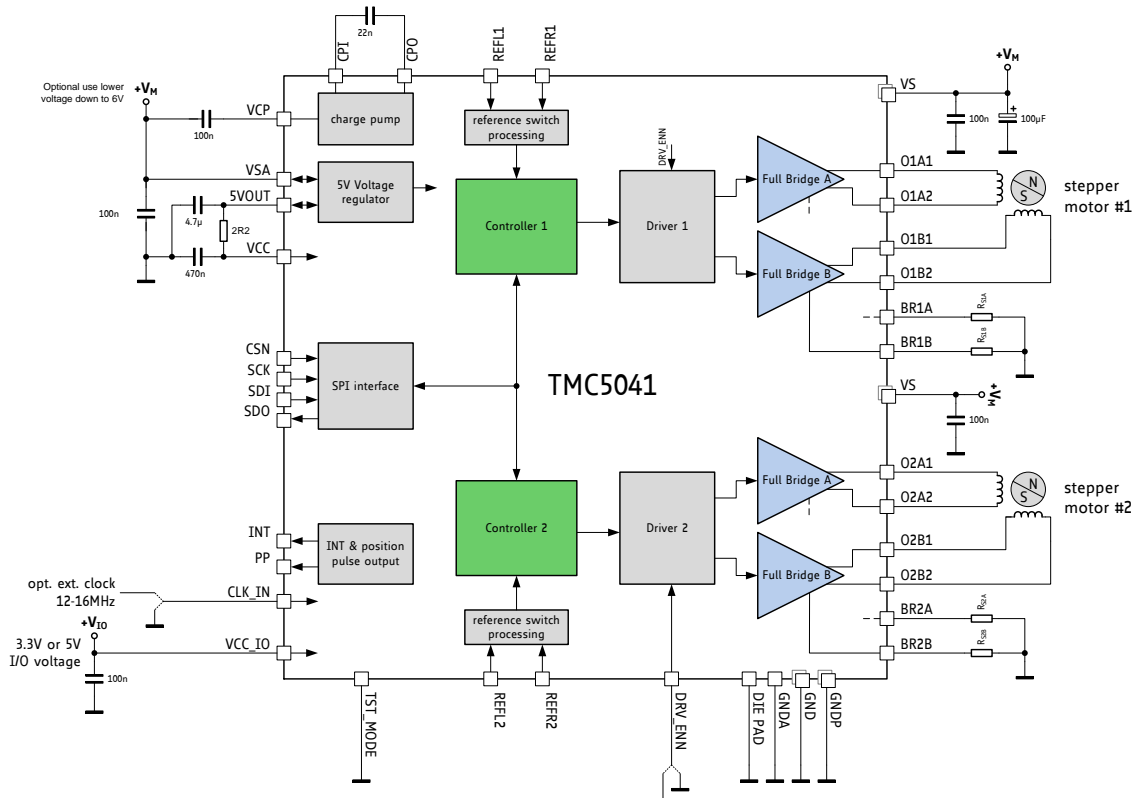 22n
CPI
CPO
REFL1
REFR1
+VM
VS
100n
100µF
Optional use lower
voltage down to 6V
+VM
VCP
100n
charge pump
reference switch
processing
DRV_ENN
VSA
5VOUT
5V Voltage
regulator
100n
4.7µ
2R2
VCC
470n
Controller 1
Driver 1
Full Bridge A
Full Bridge B
O1A1
O1A2
O1B1
O1B2
BR1A
BR1B
RS1A
RS1B
N
S
stepper
motor #1
CSN
SCK
SDI
SDO
SPI interface
TMC5041
VS
+VM
100n
Controller 2
Driver 2
Full Bridge A
Full Bridge B
O2A1
O2A2
O2B1
O2B2
BR2A
BR2B
RS2A
RS2B
N
S
stepper
motor #2
INT
PP
INT & position
pulse output
opt. ext. clock
12-16MHz
CLK_IN
+VIO
3.3V or 5V
I/O voltage
VCC_IO
100n
reference switch
processing
TST_MODE
REFL2
REFR2
DRV_ENN
DIE PAD
GNDA
GND
GNDP